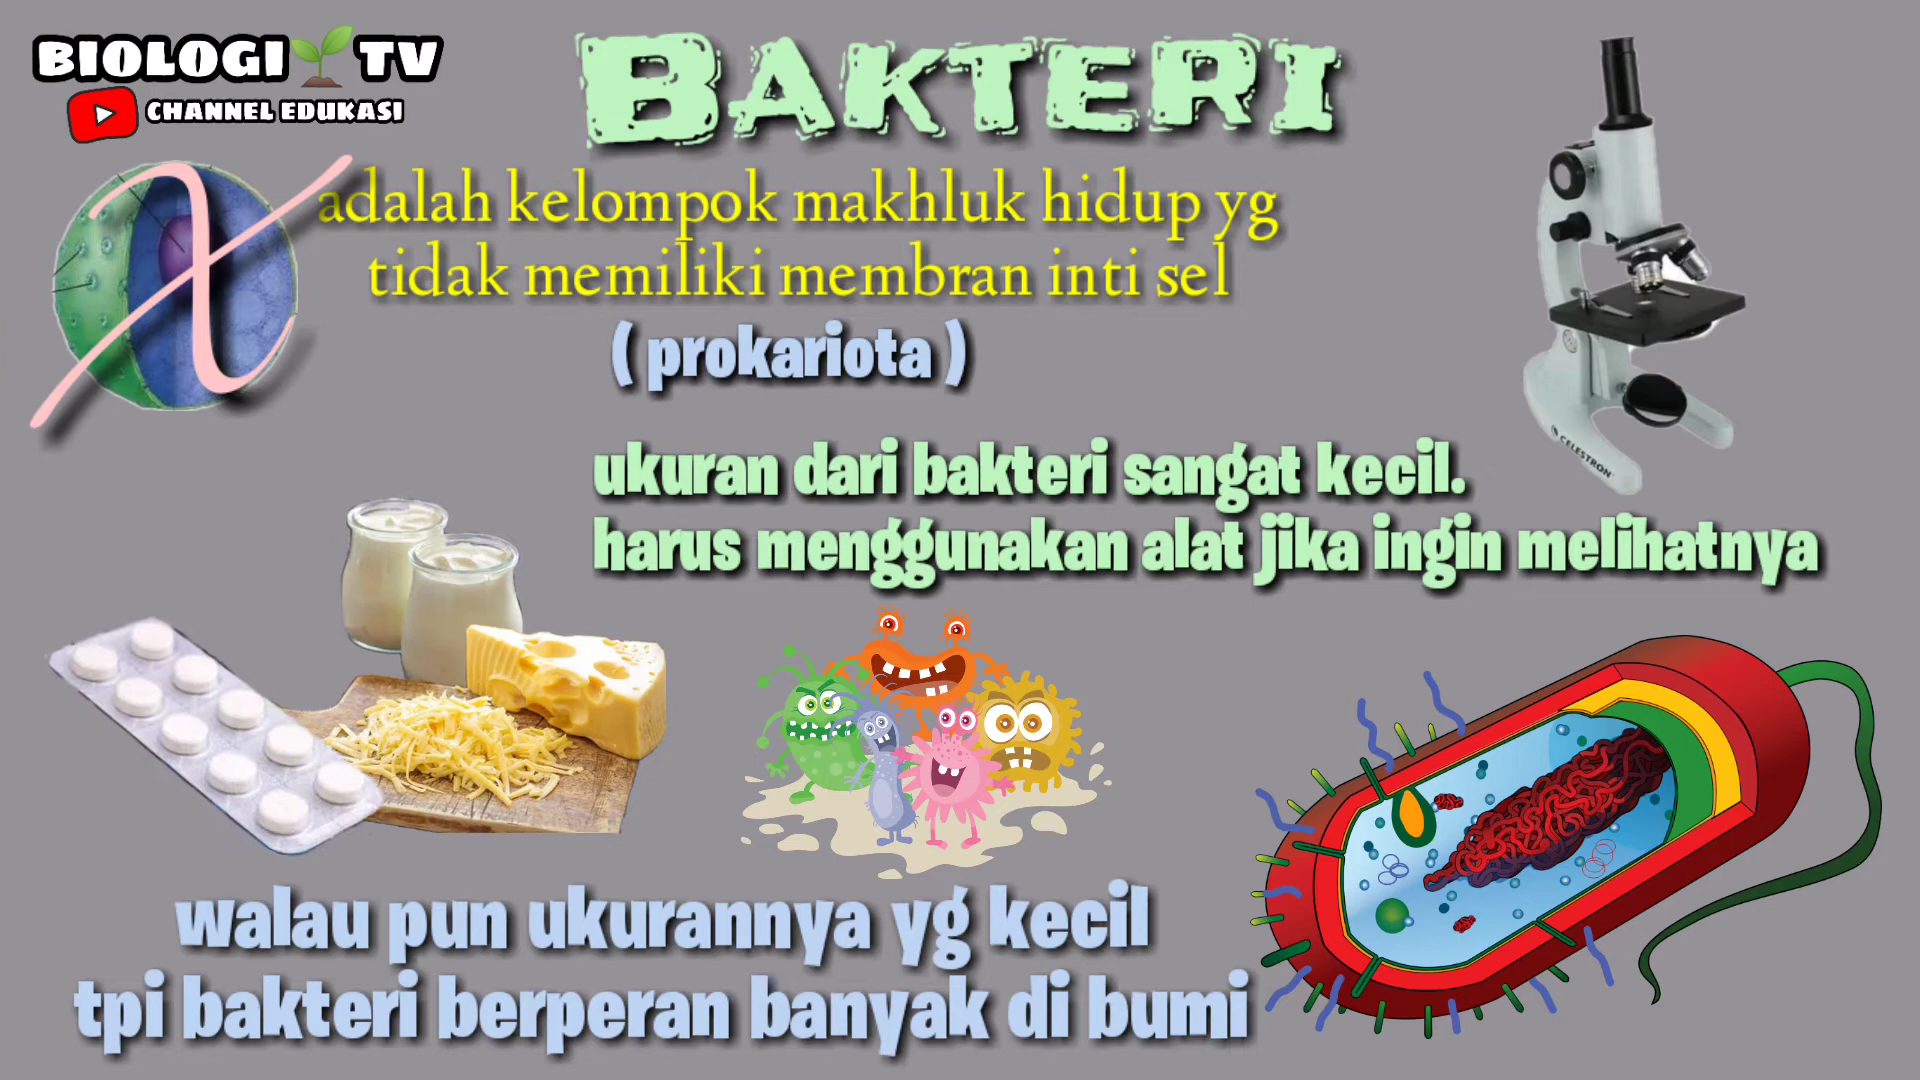 BIOLOGI TV
CHANNEL EDUKASI
BAKTERI
adalah kelompok makhluk hidup yg
tidak memiliki membran inti sel
( prokariota )
CELESTRON
ukuran dari bakteri sangat kecil.
harus menggunakan alat jika ingin melihatnya
walau pun ukurannya yg kecil
tpi bakteri berperan banyak di bumi